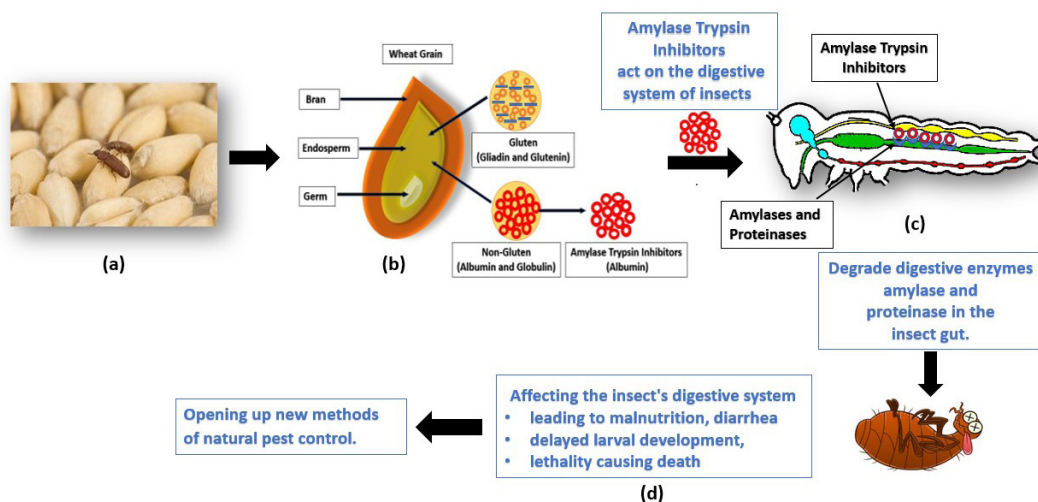 (a)
Wheat Grain
Bran
Endosperm
Germ
Gluten
(Gliadin and Glutenin)
Non-Gluten
(Albumin and Globulin)
Amylase Trypsin Inhibitors
(Albumin)
(b)
Amylase Trypsin
Inhibitors
act on the digestive
system of insects
Amylase Trypsin
Inhibitors
Amylases and
Proteinases
(c)
Degrade digestive enzymes
amylase and
proteinase in the
insect gut.
Affecting the insect's digestive system
• leading to malnutrition, diarrhea
• delayed larval development,
• lethality causing death
(d)
Opening up new methods
of natural pest control.